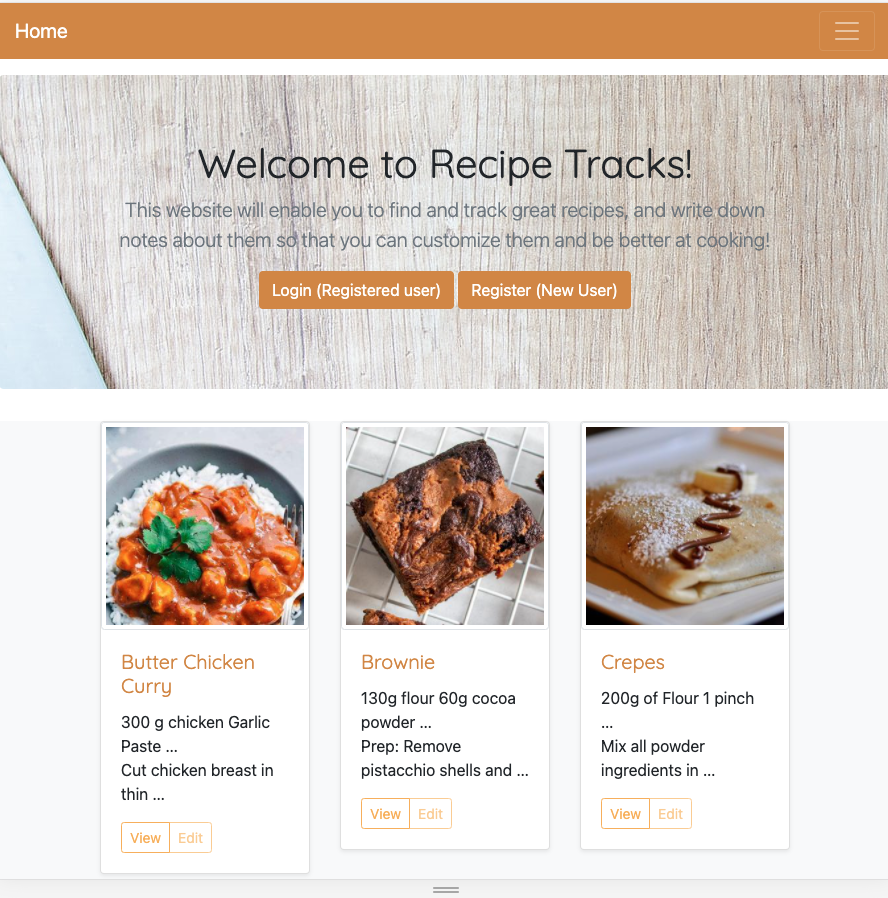 Home
Welcome to Recipe Tracks!
This website will enable you to find and track great recipes, and write down
notes about them so that you can customize them and be better at cooking!
Login (Registered user)
Register (New User)
Butter Chicken
Curry
300 g chicken Garlic
Paste ...
Cut chicken breast in
thin ...
View
Edit
Brownie
130g flour 60g cocoa
powder ...
Prep: Remove
pistacchio shells and ...
View
Edit
Crepes
200g of Flour 1 pinch
...
Mix all powder
ingredients in ...
View
Edit